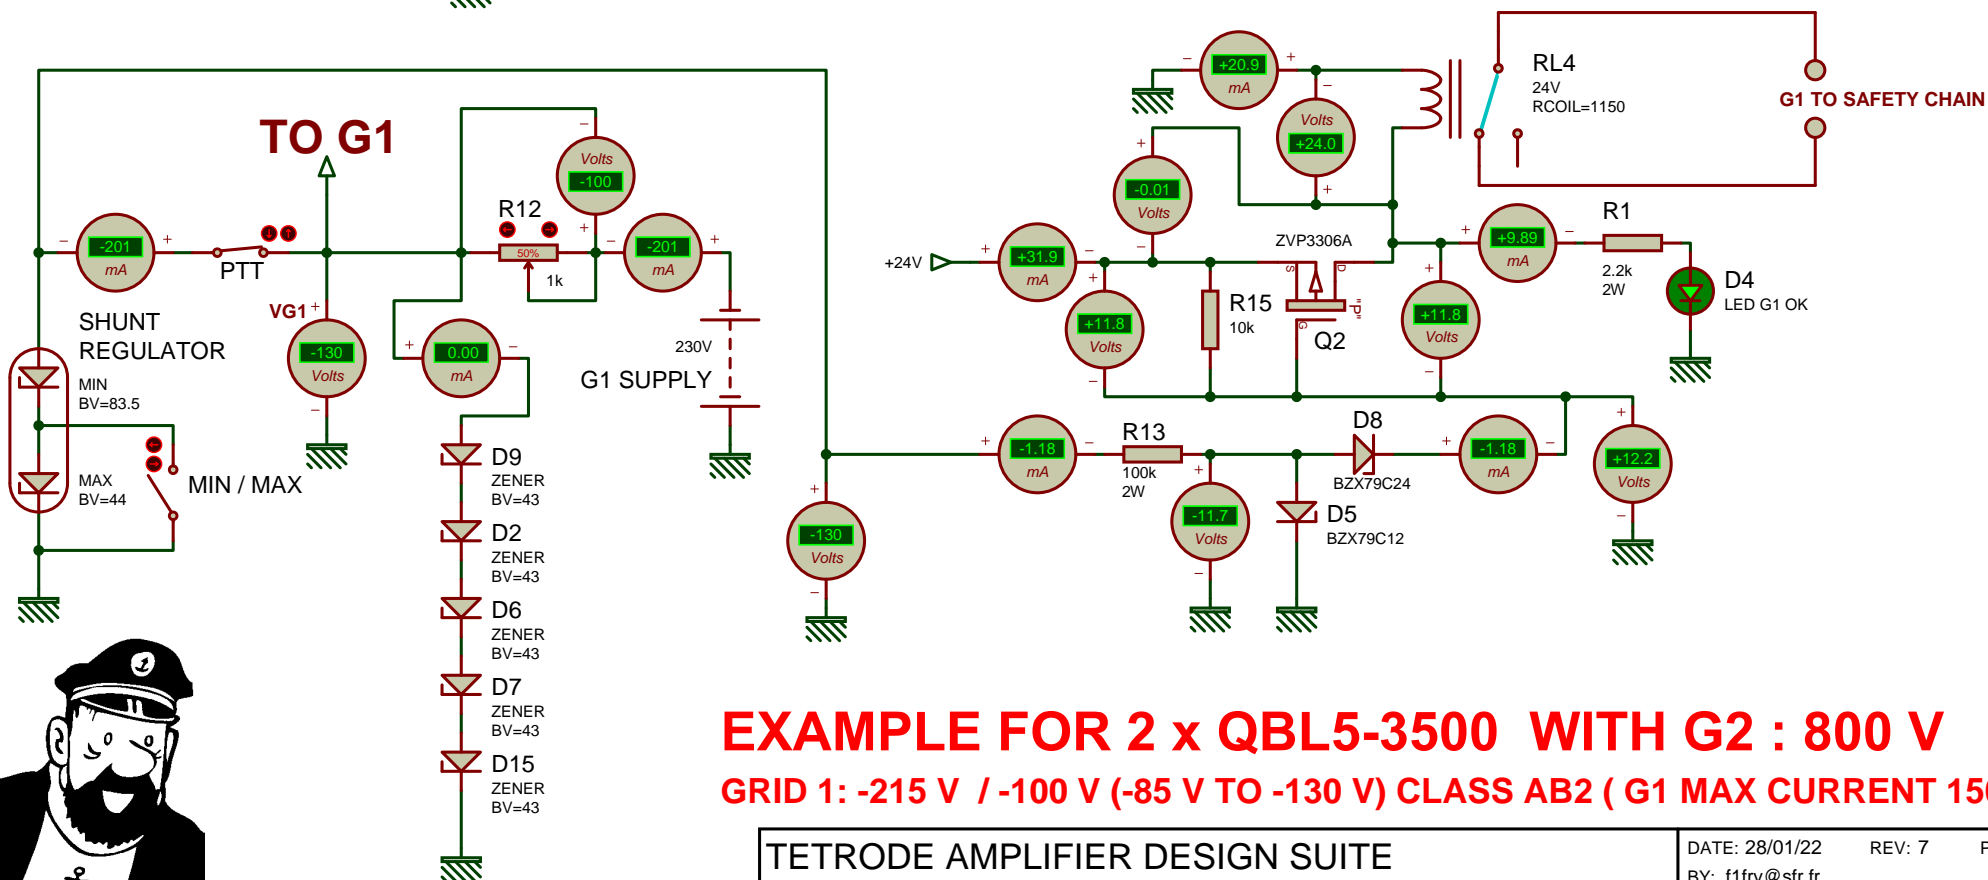 TO G1
-201
mA
+
−
PTT
VG1
-130
Volts
SHUNT
REGULATOR
MIN
BV=83.5
MAX
BV=44
MIN / MAX
R12
50%
1k
Volts
-100
-201
mA
0.00
mA
230V
G1 SUPPLY
D9
ZENER
BV=43
D2
ZENER
BV=43
D6
ZENER
BV=43
D7
ZENER
BV=43
D15
ZENER
BV=43
-130
Volts
+20.9
mA
Volts
+24.0
-0.01
Volts
+24V
+31.9
mA
+11.8
Volts
R15
10k
ZVP3306A
S
D
G
"P"
Q2
+11.8
Volts
+9.89
mA
R1
2.2k
2W
D4
LED G1 OK
RL4
24V
RCOIL=1150
G1 TO SAFETY CHAIN
-1.18
mA
R13
100k
2W
-11.7
Volts
D5
BZX79C12
D8
BZX79C24
-1.18
mA
+12.2
Volts
EXAMPLE FOR 2 x QBL5-3500 WITH G2 : 800 V
GRID 1: -215 V / -100 V (-85 V TO -130 V) CLASS AB2 ( G1 MAX CURRENT
TETRODE AMPLIFIER DESIGN SUITE
DATE: 28/01/22 REV: 7
BY: f1frv@sfr.fr